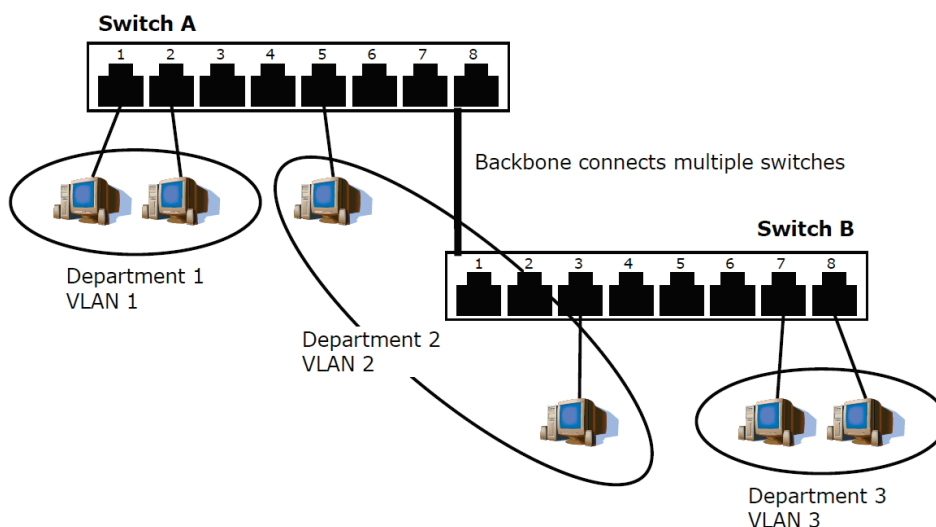 Switch A
1 2 3 4 5 6 7 8
Backbone connects multiple switches
Switch B
1 2 3 4 5 6 7 8
Department 1
VLAN 1
Department 2
VLAN 2
Department 3
VLAN 3